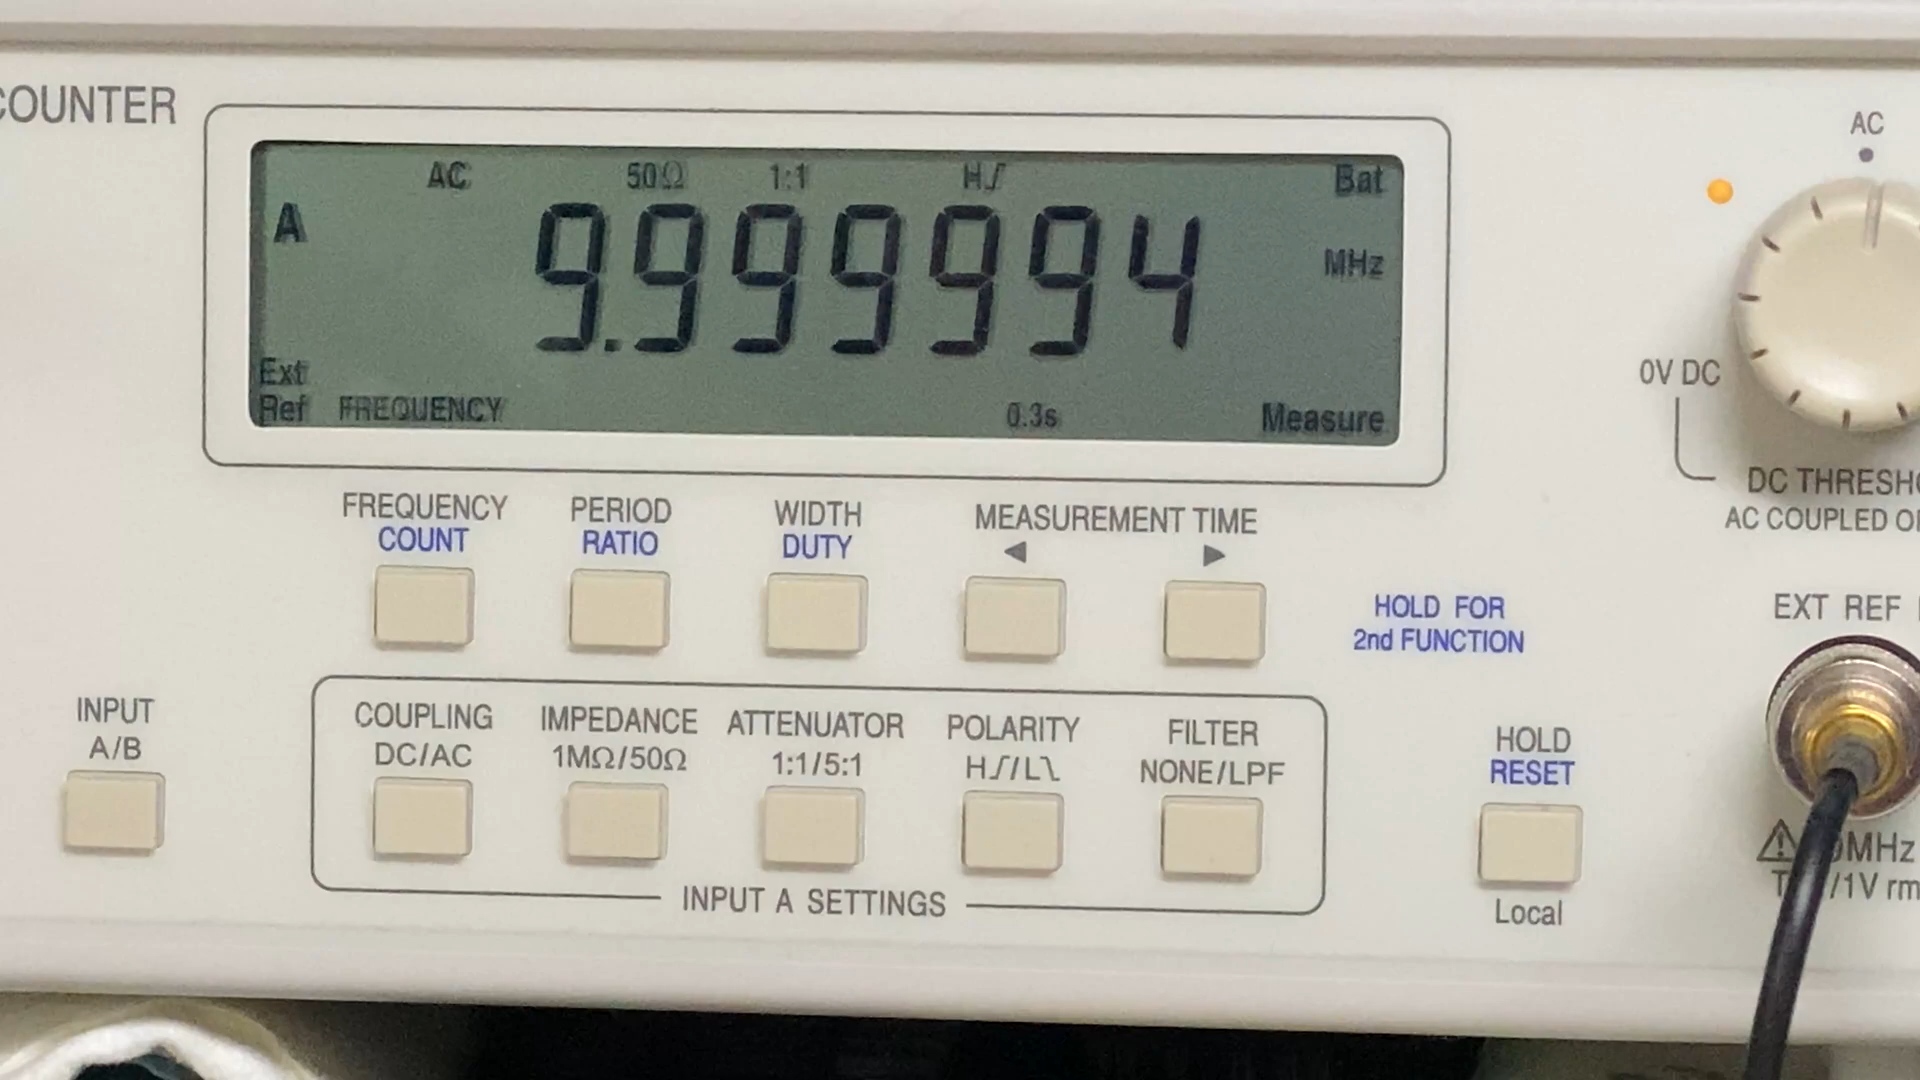 COUNTER
AC 50Ω 1:1 H⎍ Bat
A 9.999994 MHz
Ext
Ref FREQUENCY 0.3s Measure
AC
0V DC
DC THRESHO
AC COUPLED O
FREQUENCY
COUNT
PERIOD
RATIO
WIDTH
DUTY
MEASUREMENT TIME
◀ ▶
HOLD FOR
2nd FUNCTION
EXT REF
INPUT
A/B
COUPLING
DC/AC
IMPEDANCE
1MΩ/50Ω
ATTENUATOR
1:1/5:1
POLARITY
H/L
FILTER
NONE/LPF
INPUT A SETTINGS
HOLD
RESET
Local
MHz
/1V rm